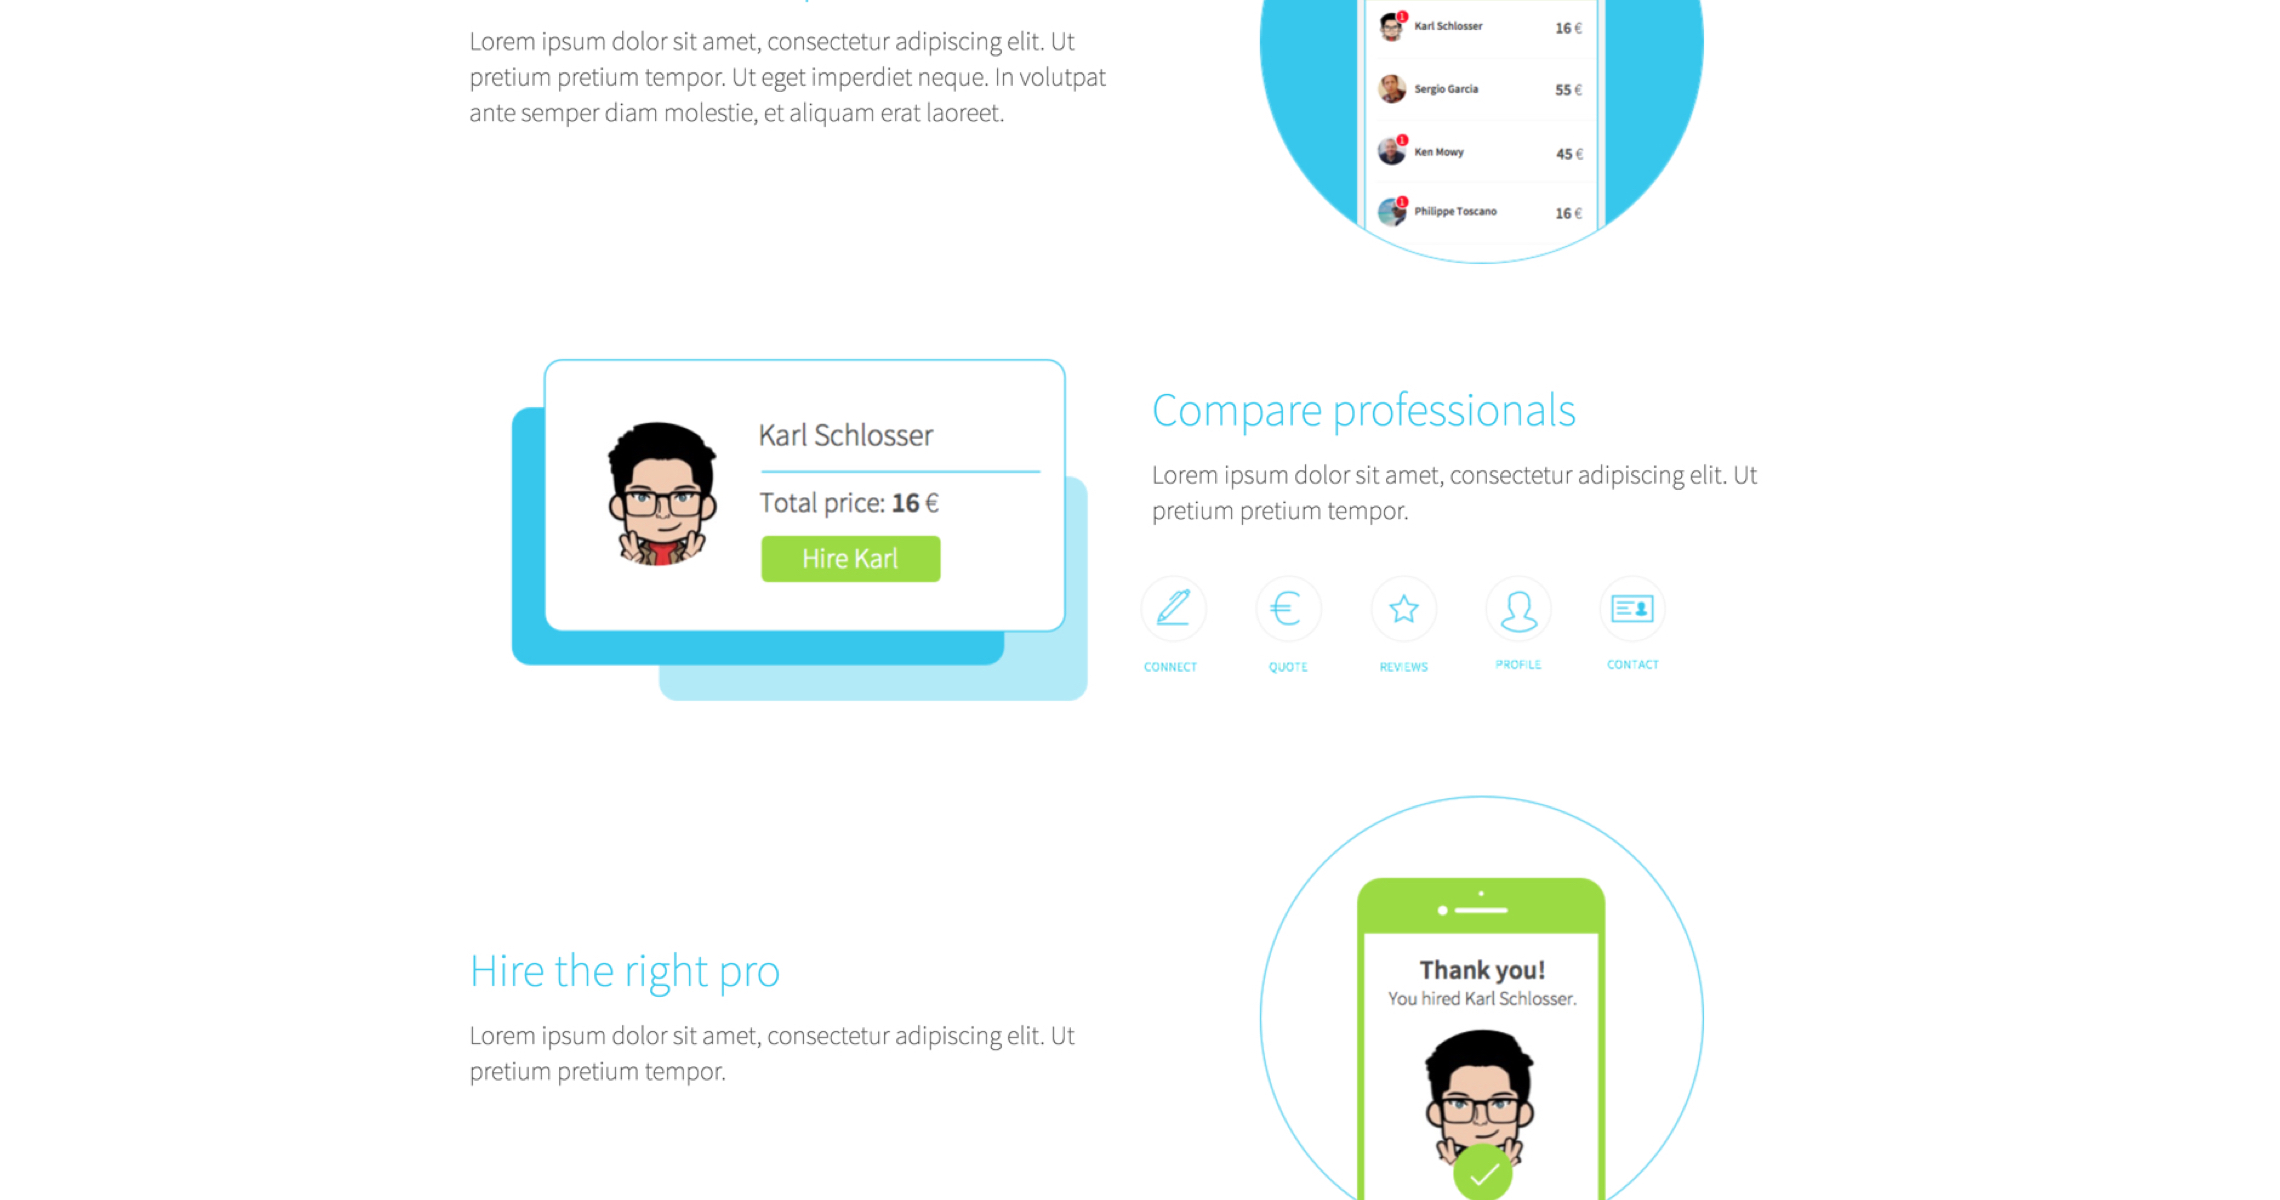 Lorem ipsum dolor sit amet, consectetur adipiscing elit. Ut
pretium pretium tempor. Ut eget imperdiet neque. In volutpat
ante semper diam molestie, et aliquam erat laoreet.
1
Karl Schlosser 16 €
Sergio Garcia 55 €
1
Ken Mowy 45 €
1
Philippe Toscano 16 €
Karl Schlosser
Total price: 16 €
Hire Karl
Compare professionals
Lorem ipsum dolor sit amet, consectetur adipiscing elit. Ut
pretium pretium tempor.
€
CONNECT QUOTE REVIEWS PROFILE CONTACT
Hire the right pro
Lorem ipsum dolor sit amet, consectetur adipiscing elit. Ut
pretium pretium tempor.
Thank you!
You hired Karl Schlosser.